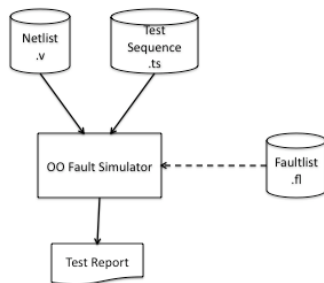 Netlist
.v
Test
Sequence
.ts
OO Fault Simulator
Faultlist
.fl
Test Report